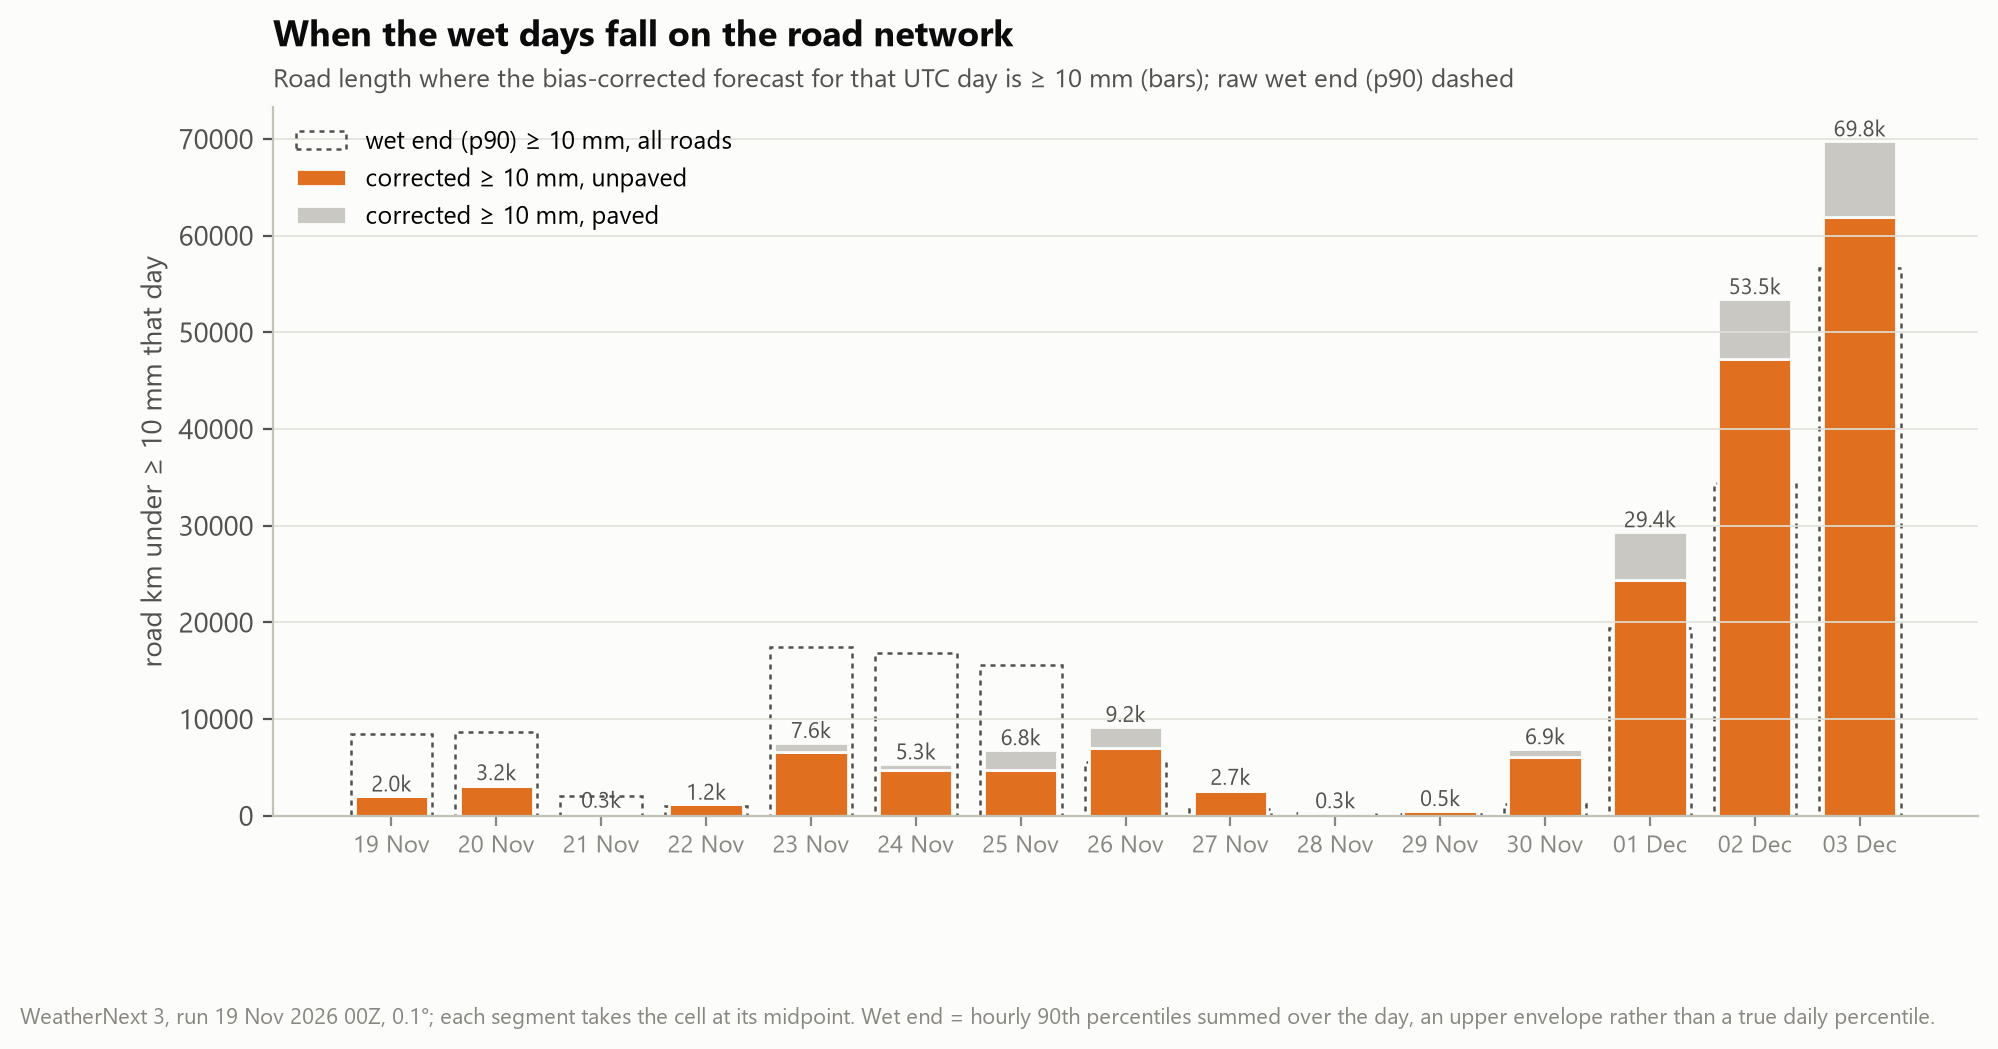 When the wet days fall on the road network
Road length where the bias-corrected forecast for that UTC day is ≥ 10 mm (bars); raw wet end (p90) dashed
wet end (p90) ≥ 10 mm, all roads
corrected ≥ 10 mm, unpaved
corrected ≥ 10 mm, paved
road km under ≥ 10 mm that day
70000
60000
50000
40000
30000
20000
10000
0
2.0k
3.2k
0.3k
1.2k
7.6k
5.3k
6.8k
9.2k
2.7k
0.3k
0.5k
6.9k
29.4k
53.5k
69.8k
19 Nov 20 Nov 21 Nov 22 Nov 23 Nov 24 Nov 25 Nov 26 Nov 27 Nov 28 Nov 29 Nov 30 Nov 01 Dec 02 Dec 03 Dec
WeatherNext 3, run 19 Nov 2026 00Z, 0.1°; each segment takes the cell at its midpoint. Wet end = hourly 90th percentiles summed over the day, an upper envelope rather than a true daily percentile.